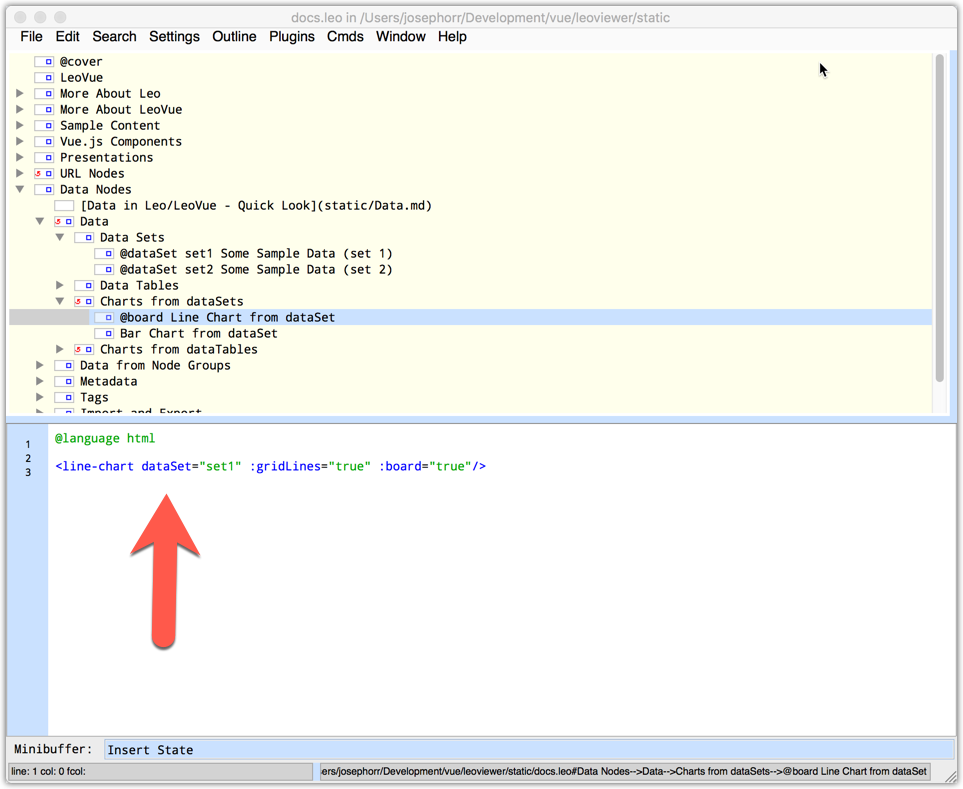 docs.leo in /Users/josephorr/Development/vue/leoviewer/static
File Edit Search Settings Outline Plugins Cmds Window Help
@cover
LeoVue
More About Leo
More About LeoVue
Sample Content
Vue.js Components
Presentations
URL Nodes
Data Nodes
[Data in Leo/LeoVue - Quick Look](static/Data.md)
Data
Data Sets
@dataSet set1 Some Sample Data (set 1)
@dataSet set2 Some Sample Data (set 2)
Data Tables
Charts from dataSets
@board Line Chart from dataSet
Bar Chart from dataSet
Charts from dataTables
Data from Node Groups
Metadata
Tags
Import and Export
1 @language html
2
3 <line-chart dataSet="set1" :gridLines="true" :board="true"/>
Minibuffer: Insert State
line: 1 col: 0 fcol: ers/josephorr/Development/vue/leoviewer/static/docs.leo#Data Nodes-->Data-->Charts from dataSets-->@board Line Chart from dataSet